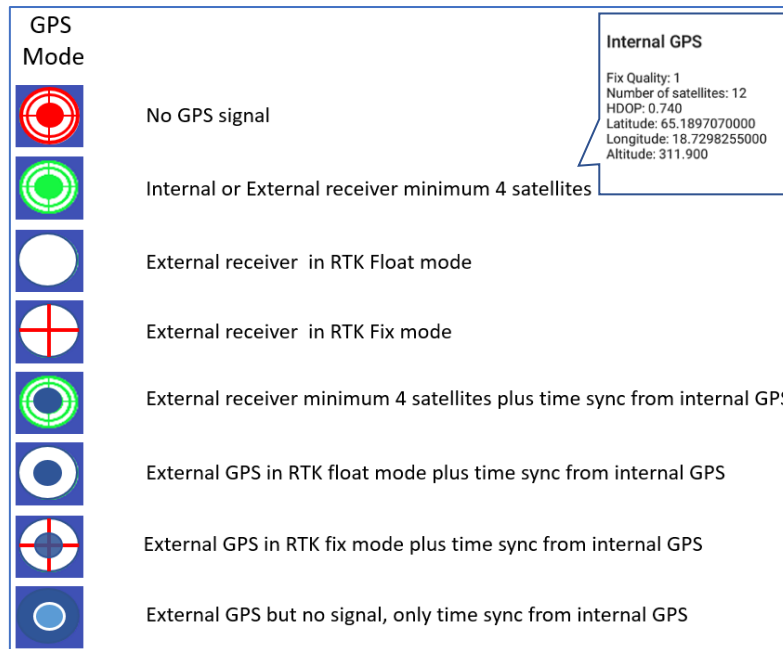 GPS
Mode
Internal GPS
Fix Quality: 1
Number of satellites: 12
HDOP: 0.740
Latitude: 65.1897070000
Longitude: 18.7298255000
Altitude: 311.900
No GPS signal
Internal or External receiver minimum 4 satellites
External receiver  in RTK Float mode
External receiver  in RTK Fix mode
External receiver minimum 4 satellites plus time sync from internal GPS
External GPS in RTK float mode plus time sync from internal GPS
External GPS in RTK fix mode plus time sync from internal GPS
External GPS but no signal, only time sync from internal GPS